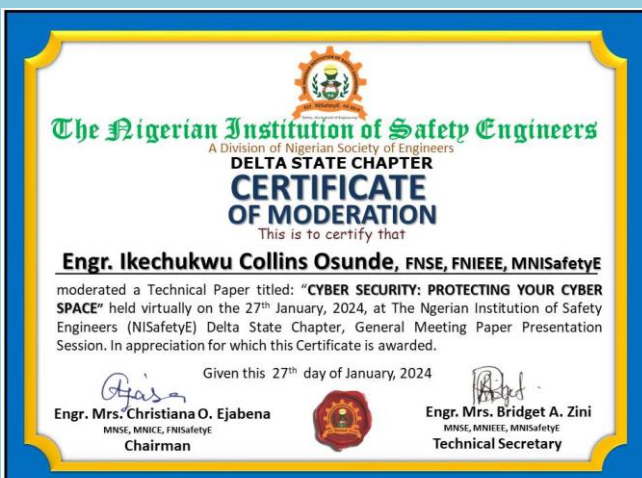 The Nigerian Institution of Safety Engineers
A Division of Nigerian Society of Engineers
DELTA STATE CHAPTER
CERTIFICATE
OF MODERATION
This is to certify that
Engr. Ikechukwu Collins Osunde, FNSE, FNIEEE, MNISafetyE
moderated a Technical Paper titled: "CYBER SECURITY: PROTECTING YOUR CYBER
SPACE" held virtually on the 27th January, 2024, at The Ngerian Institution of Safety
Engineers (NISafetyE) Delta State Chapter, General Meeting Paper Presentation
Session. In appreciation for which this Certificate is awarded.
Given this 27th day of January, 2024
Engr. Mrs. Christiana O. Ejabena
MNSE, MNICE, FNISafetyE
Chairman
Engr. Mrs. Bridget A. Zini
MNSE, MNIEEE, MNISafetyE
Technical Secretary